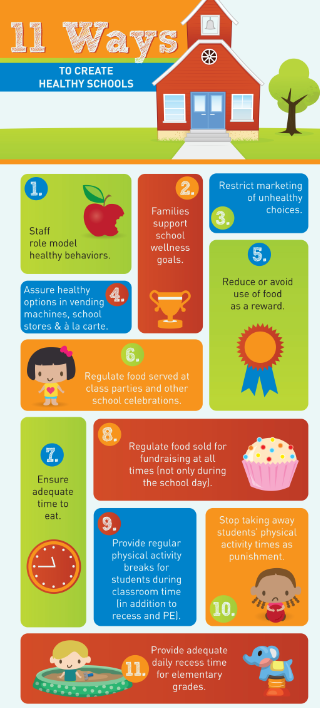 11 Ways
TO CREATE
HEALTHY SCHOOLS
1.
Staff
role model
healthy behaviors.
2.
Families
support
school
wellness
goals.
Restrict marketing
of unhealthy
choices.
3.
Assure healthy
options in vending
machines, school
stores & à la carte.
4.
5.
Reduce or avoid
use of food
as a reward.
6.
Regulate food served at
class parties and other
school celebrations.
7.
Ensure
adequate
time to
eat.
8.
Regulate food sold for
fundraising at all
times (not only during
the school day).
9.
Provide regular
physical activity
breaks for
students during
classroom time
(in addition to
recess and PE).
Stop taking away
students' physical
activity times as
punishment.
10.
11.
Provide adequate
daily recess time
for elementary
grades.